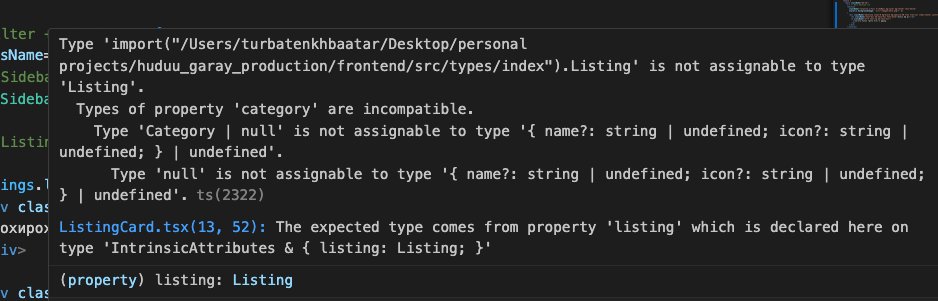 lter
sName=
Type 'import("/Users/turbatenkhbaatar/Desktop/personal
projects/huduu_garay_production/frontend/src/types/index").Listing' is not assignable to type
'Listing'.
Types of property 'category' are incompatible.
Type 'Category | null' is not assignable to type '{ name?: string | undefined; icon?: string |
undefined; } | undefined'.
Type 'null' is not assignable to type '{ name?: string | undefined; icon?: string | undefined;
} | undefined'. ts(2322)
ListingCard.tsx(13, 52): The expected type comes from property 'listing' which is declared here on
type 'IntrinsicAttributes & { listing: Listing; }'
(property) listing: Listing
Sideba
Sideba
Listin
ings.l
v clas
охирох
iv>
v clas